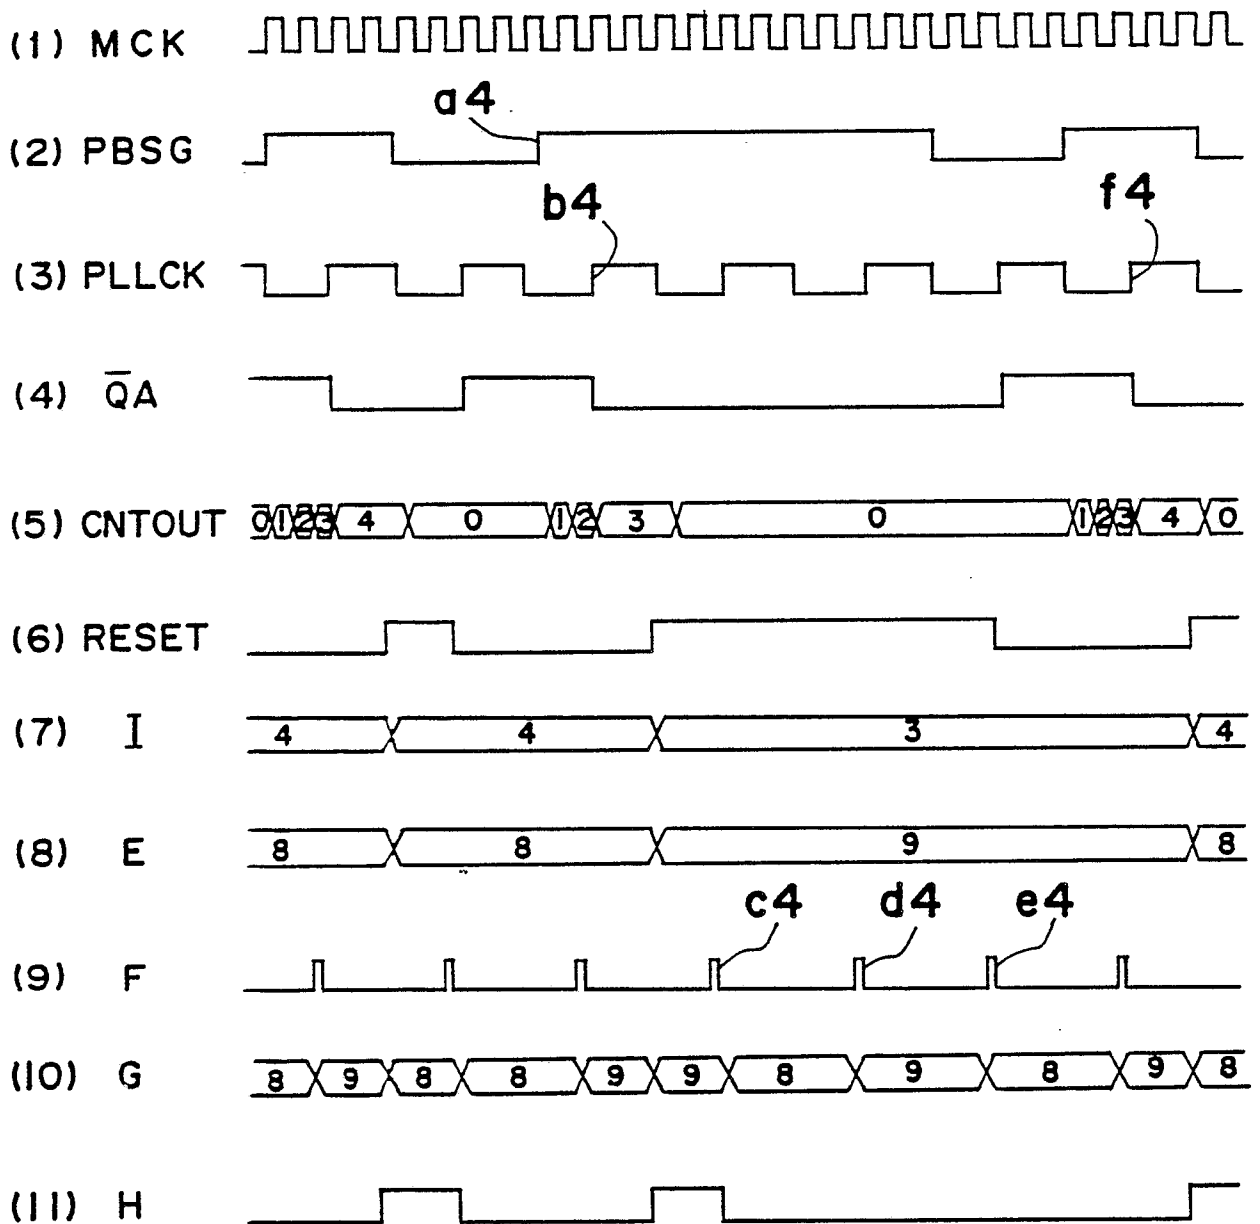 (1) MCK
a4
(2) PBSG
b4 f4
(3) PLLCK
(4) Q̅A
(5) CNTOUT 0 1 2 3 4 0 1 2 3 0 1 2 3 4 0
(6) RESET
(7) I 4 4 3 4
(8) E 8 8 9 8
c4 d4 e4
(9) F
(10) G 8 9 8 8 9 9 8 9 8 9 8
(11) H